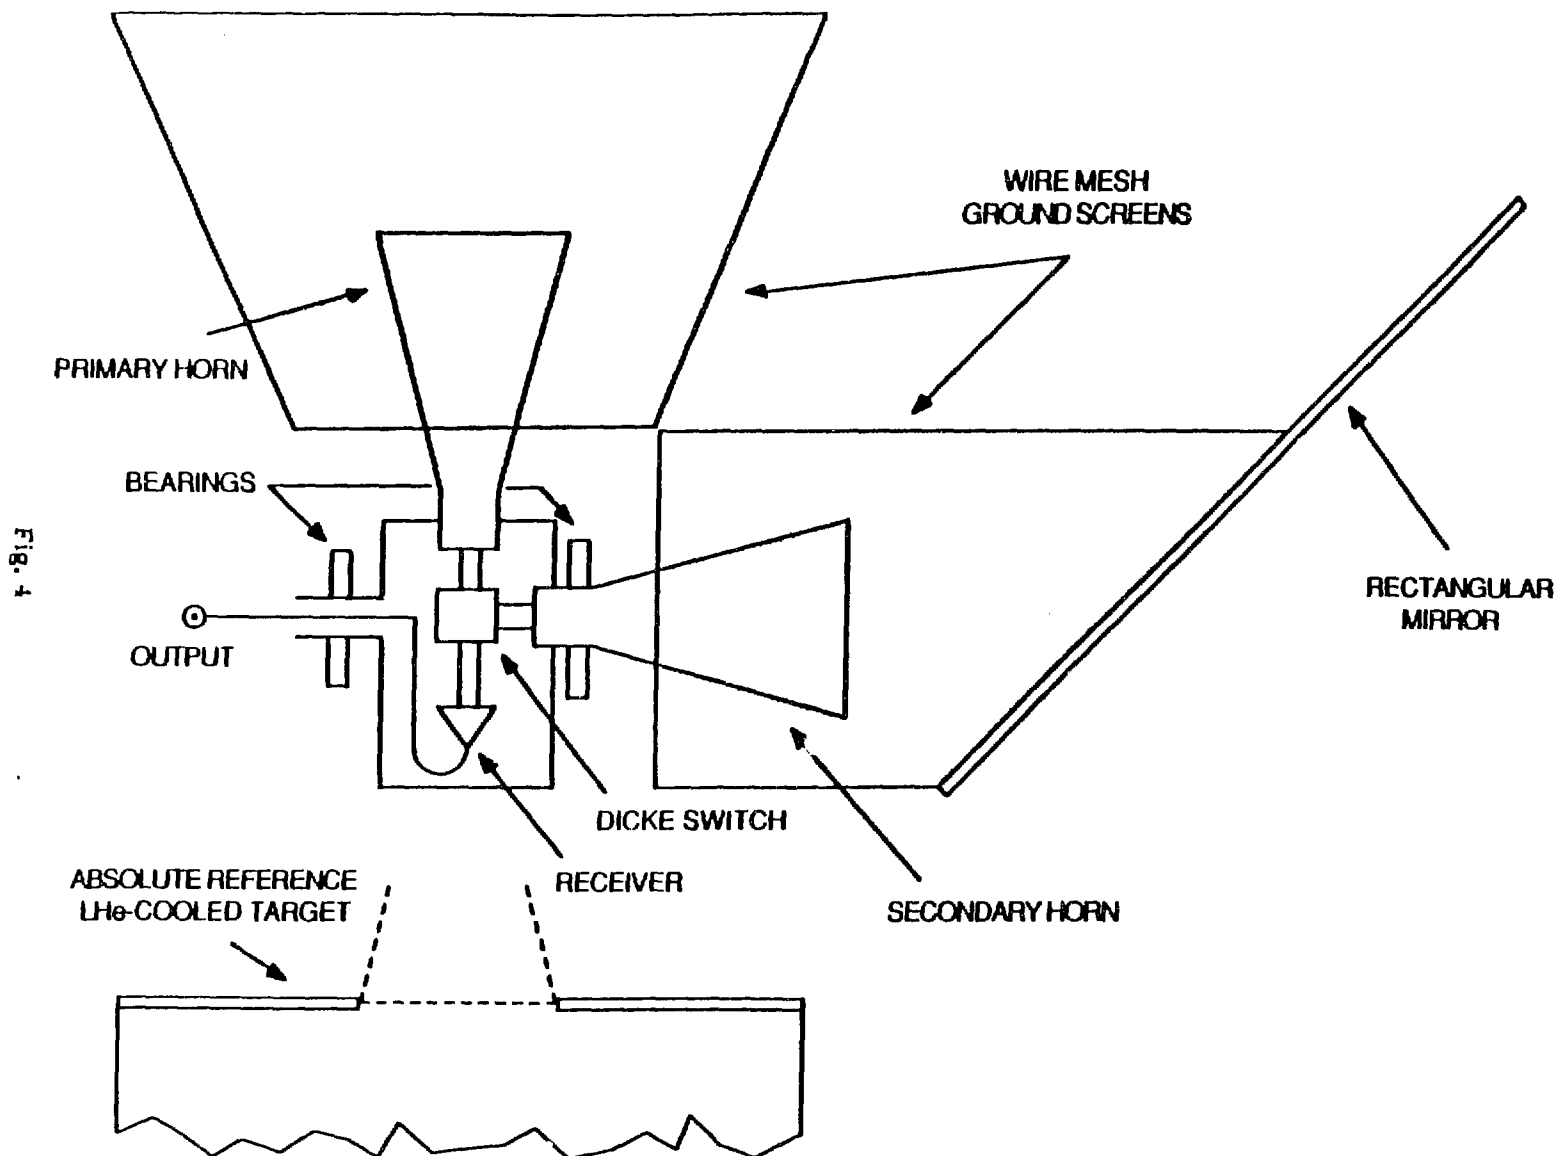 WIRE MESH
GROUND SCREENS
PRIMARY HORN
BEARINGS
Fig. 4
RECTANGULAR
MIRROR
OUTPUT
DICKE SWITCH
ABSOLUTE REFERENCE
LHe-COOLED TARGET
RECEIVER
SECONDARY HORN